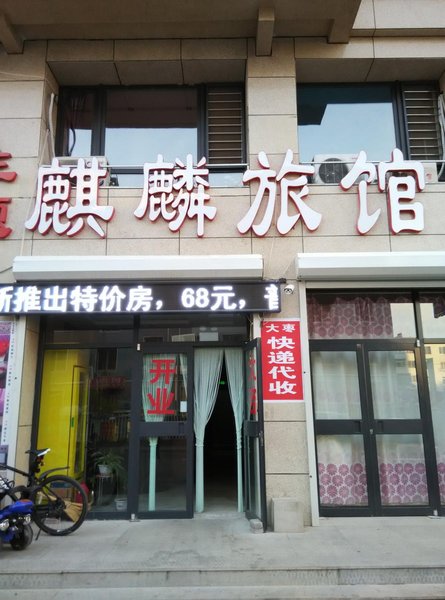 麒麟旅馆
新推出特价房，68元，
大枣
快递代收
开
业